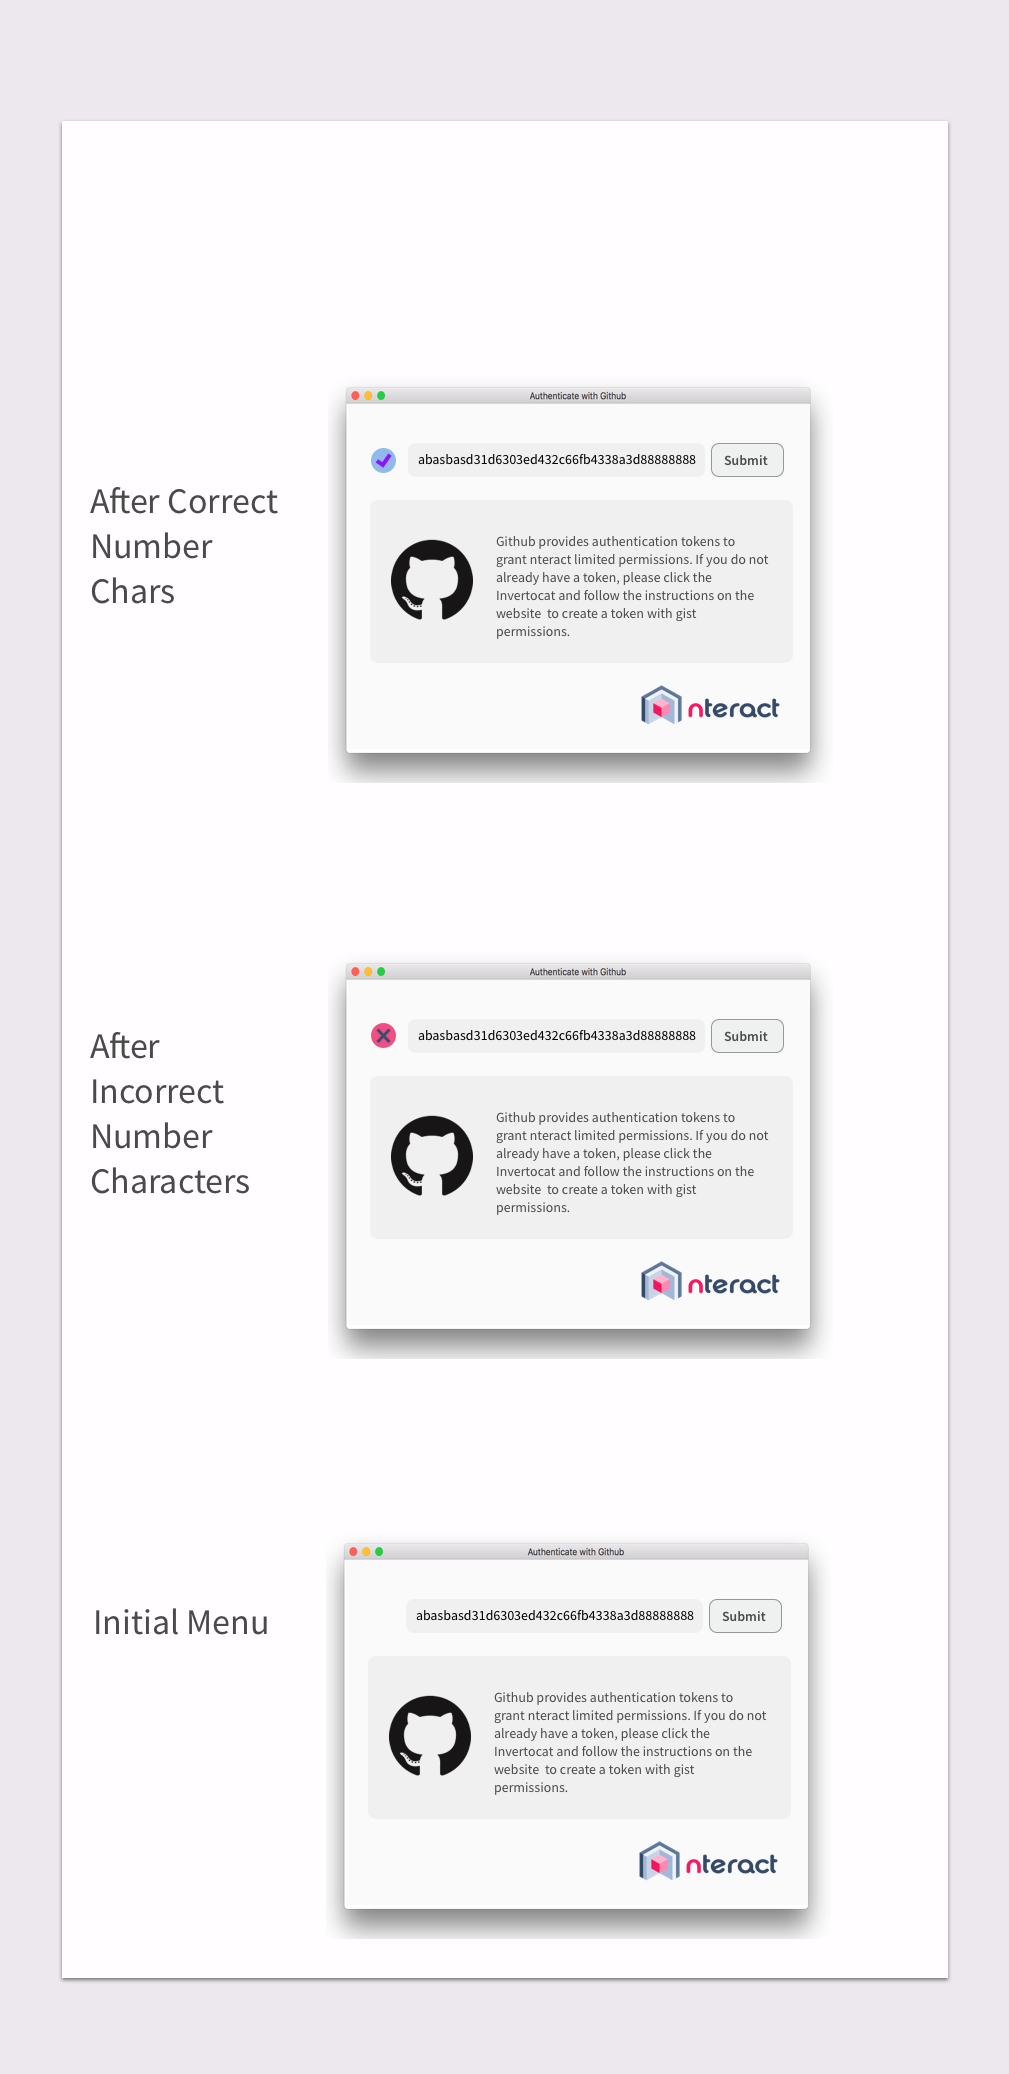 Authenticate with Github
abasbasd31d6303ed432c66fb4338a3d88888888 Submit
After Correct
Number
Chars
Github provides authentication tokens to
grant nteract limited permissions. If you do not
already have a token, please click the
Invertocat and follow the instructions on the
website to create a token with gist
permissions.
nteract
Authenticate with Github
abasbasd31d6303ed432c66fb4338a3d88888888 Submit
After
Incorrect
Number
Characters
Github provides authentication tokens to
grant nteract limited permissions. If you do not
already have a token, please click the
Invertocat and follow the instructions on the
website to create a token with gist
permissions.
nteract
Authenticate with Github
abasbasd31d6303ed432c66fb4338a3d88888888 Submit
Initial Menu
Github provides authentication tokens to
grant nteract limited permissions. If you do not
already have a token, please click the
Invertocat and follow the instructions on the
website to create a token with gist
permissions.
nteract